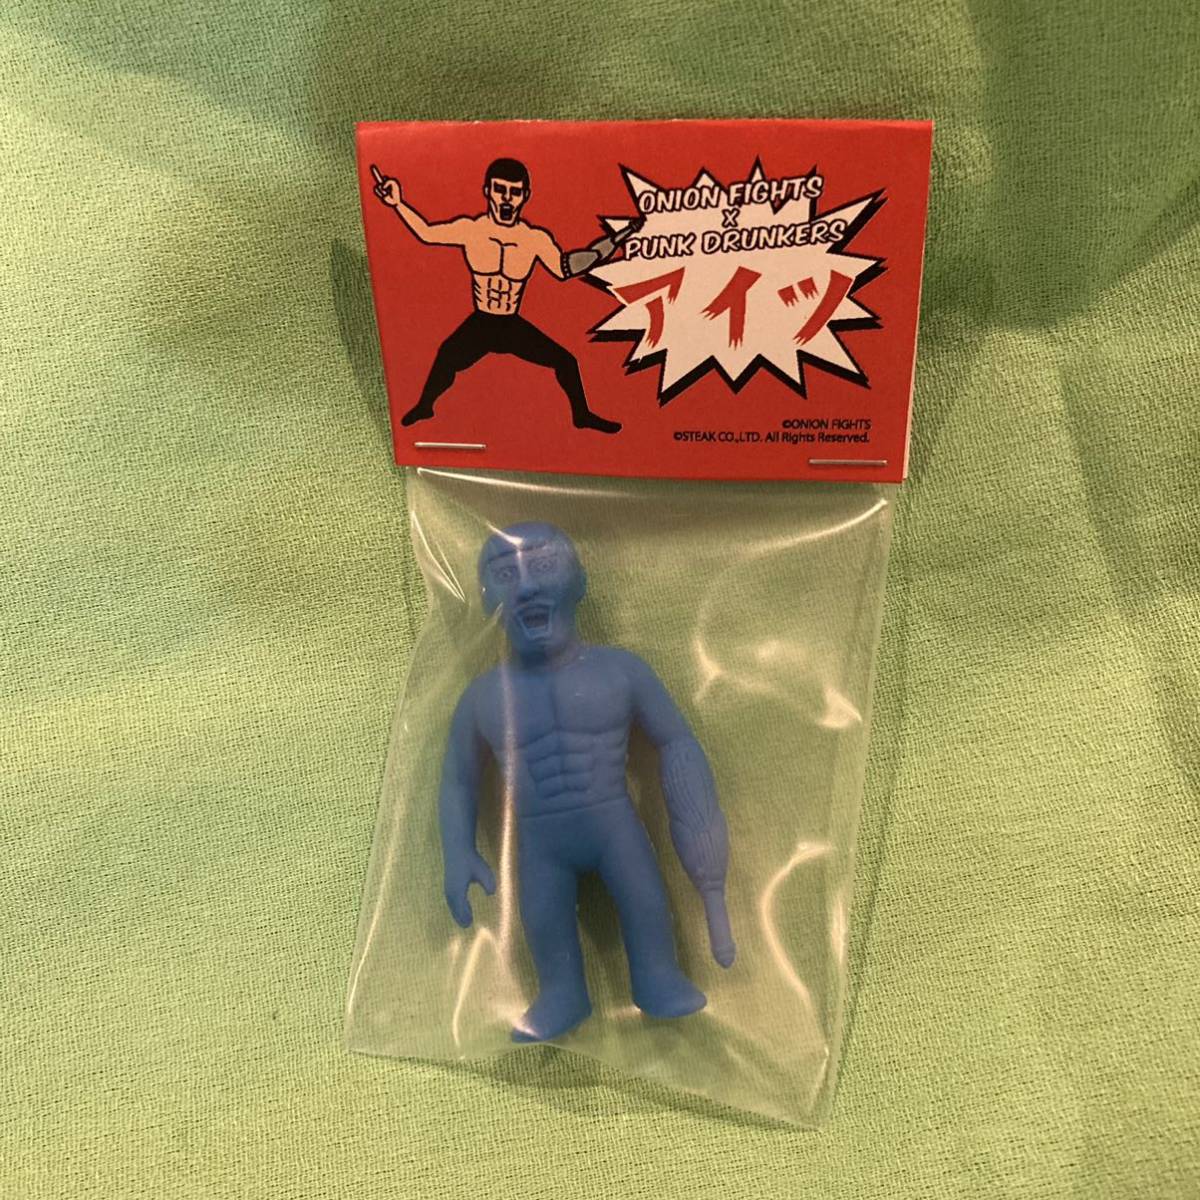 ONION FIGHTS
X
PUNK DRUNKERS
アイツ
©ONION FIGHTS
©STEAK CO.,LTD. All Rights Reserved.